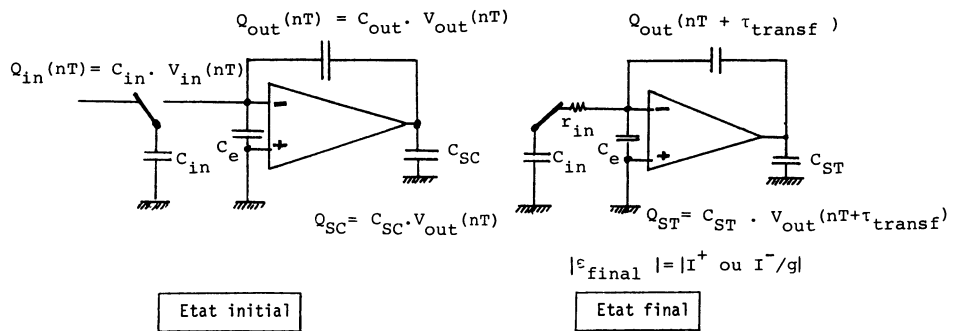 Q_out(nT) = C_out. V_out(nT)
Q_in(nT)= C_in. V_in(nT)
-
+
C_e
C_in
C_SC
Q_SC= C_SC.V_out(nT)
Etat initial
Q_out(nT + τ_transf )
r_in
-
+
C_e
C_in
C_ST
Q_ST= C_ST . V_out(nT+τ_transf)
|ε_final |=|I^+ ou I^-/g|
Etat final